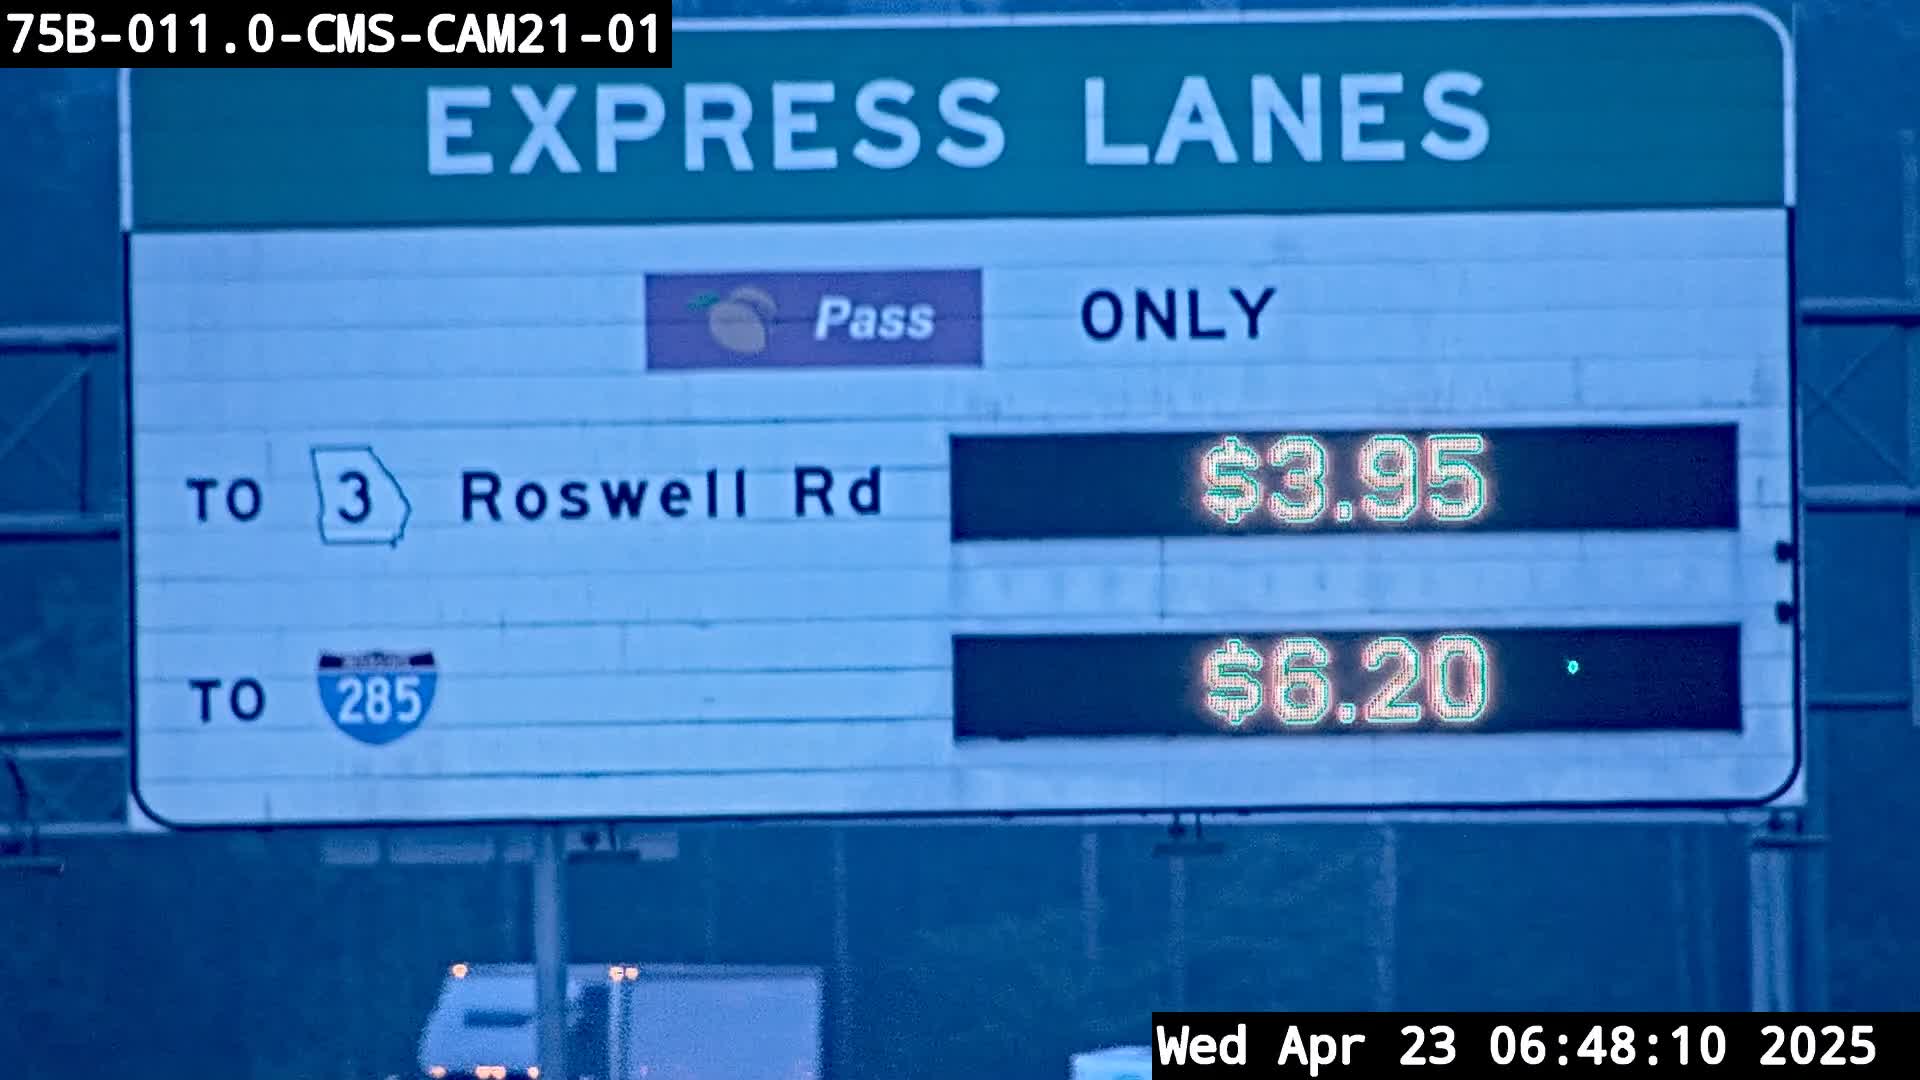 75B-011.0-CMS-CAM21-01
EXPRESS LANES
Pass ONLY
TO 3 Roswell Rd $3.95
TO 285 $6.20
Wed Apr 23 06:48:10 2025